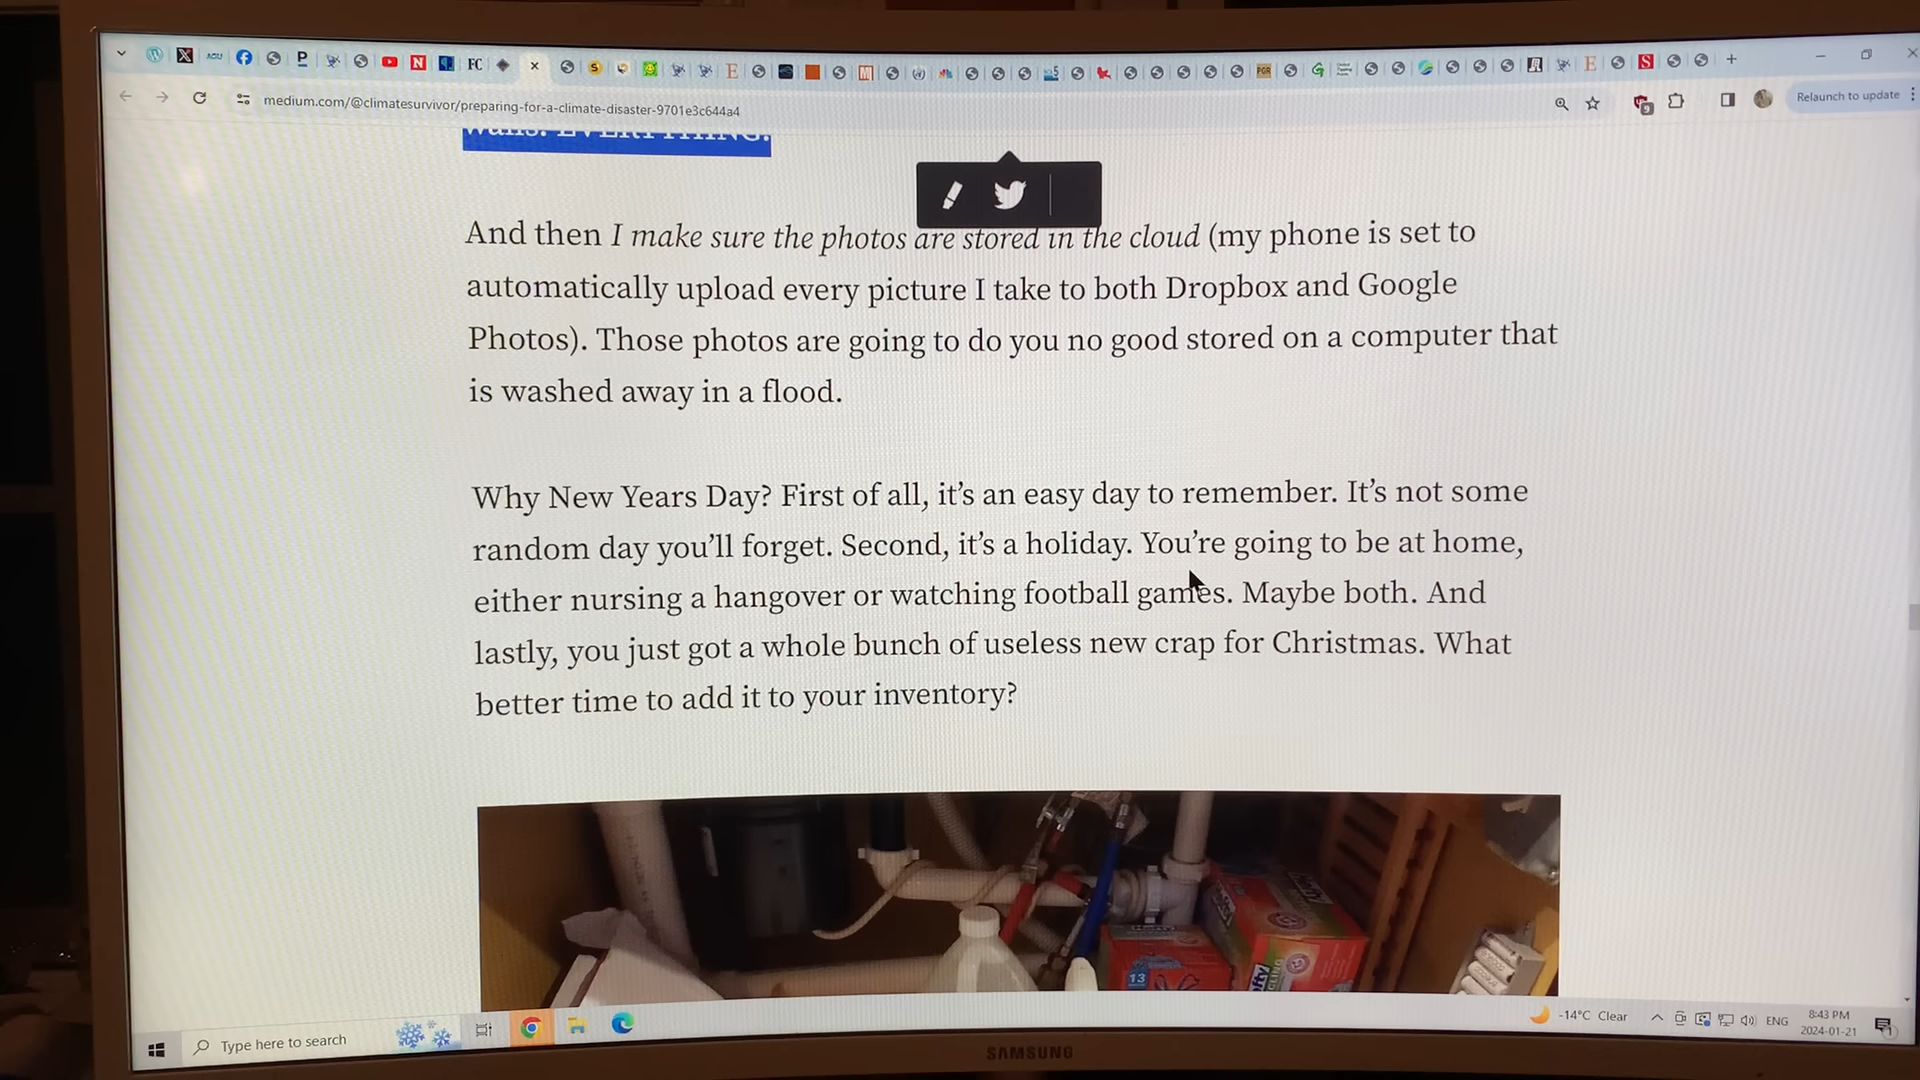 FC
medium.com/@climatesurvivor/preparing-for-a-climate-disaster-9701e3c644a4
Relaunch to update
And then I make sure the photos are stored in the cloud (my phone is set to
automatically upload every picture I take to both Dropbox and Google
Photos). Those photos are going to do you no good stored on a computer that
is washed away in a flood.
Why New Years Day? First of all, it’s an easy day to remember. It’s not some
random day you’ll forget. Second, it’s a holiday. You’re going to be at home,
either nursing a hangover or watching football games. Maybe both. And
lastly, you just got a whole bunch of useless new crap for Christmas. What
better time to add it to your inventory?
13
Type here to search
-14°C Clear
ENG
8:43 PM
2024-01-21
SAMSUNG